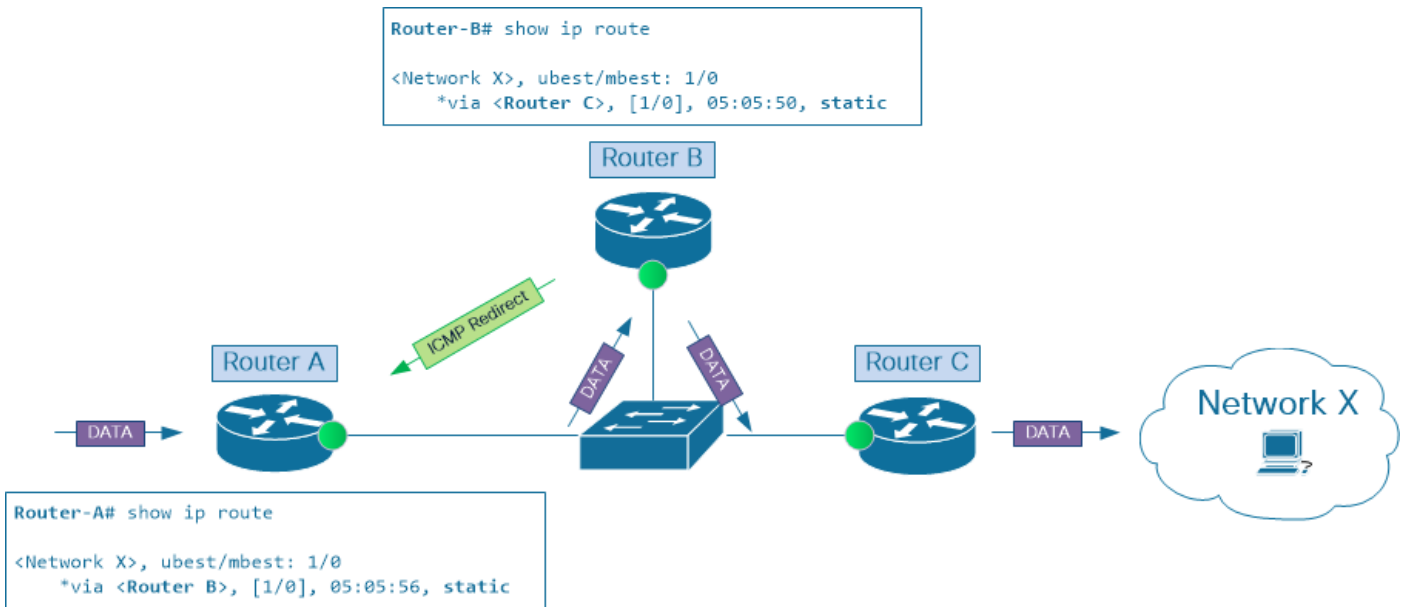 Router-B# show ip route
<Network X>, ubest/mbest: 1/0
*via <Router C>, [1/0], 05:05:50, static
Router B
ICMP Redirect
DATA
DATA
Router A
Router C
DATA
DATA
Network X
?
Router-A# show ip route
<Network X>, ubest/mbest: 1/0
*via <Router B>, [1/0], 05:05:56, static